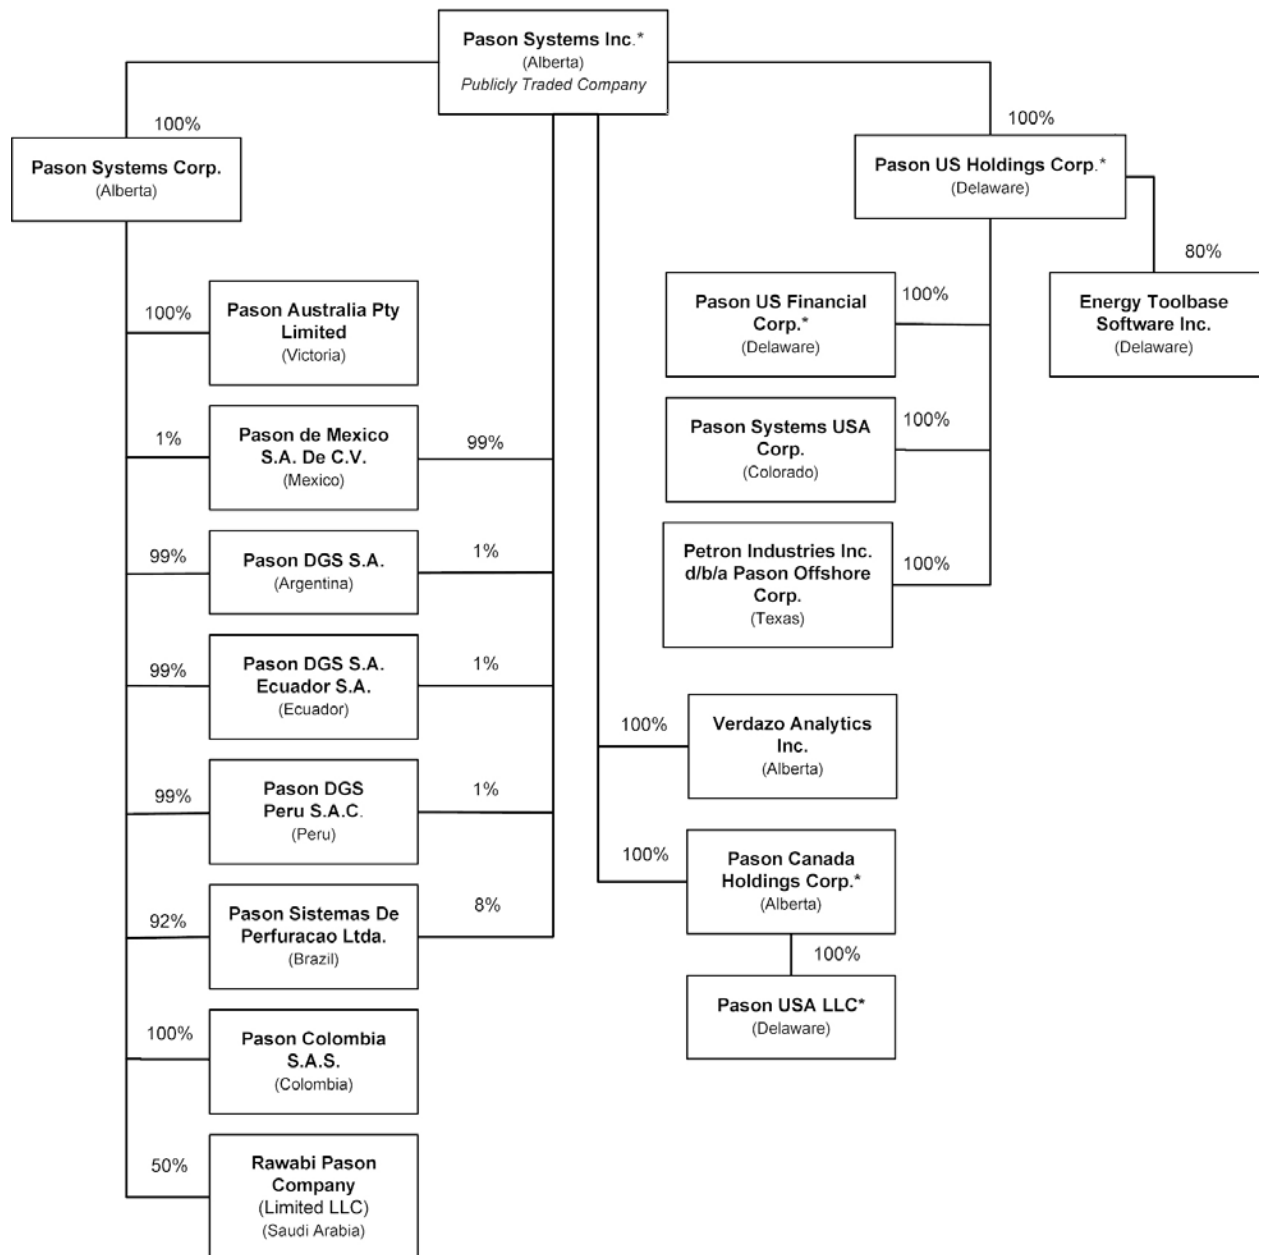 Pason Systems Inc.*
(Alberta)
Publicly Traded Company
100%
100%
Pason Systems Corp.
(Alberta)
Pason US Holdings Corp.*
(Delaware)
80%
100%
Pason Australia Pty
Limited
(Victoria)
Pason US Financial
Corp.*
(Delaware)
100%
Energy Toolbase
Software Inc.
(Delaware)
1%
Pason de Mexico
S.A. De C.V.
(Mexico)
99%
Pason Systems USA
Corp.
(Colorado)
100%
99%
Pason DGS S.A.
(Argentina)
1%
Petron Industries Inc.
d/b/a Pason Offshore
Corp.
(Texas)
100%
99%
Pason DGS S.A.
Ecuador S.A.
(Ecuador)
1%
100%
Verdazo Analytics
Inc.
(Alberta)
99%
Pason DGS
Peru S.A.C.
(Peru)
1%
100%
Pason Canada
Holdings Corp.*
(Alberta)
92%
Pason Sistemas De
Perfuracao Ltda.
(Brazil)
8%
100%
Pason USA LLC*
(Delaware)
100%
Pason Colombia
S.A.S.
(Colombia)
50%
Rawabi Pason
Company
(Limited LLC)
(Saudi Arabia)